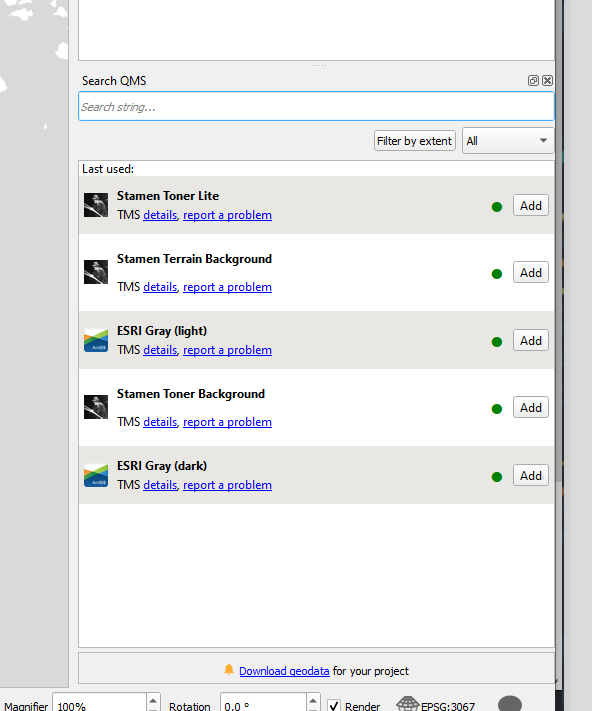 Search QMS
Search string...
Filter by extent All
Last used:
Stamen Toner Lite
TMS details, report a problem
Add
Stamen Terrain Background
TMS details, report a problem
Add
ESRI Gray (light)
TMS details, report a problem
Add
Stamen Toner Background
TMS details, report a problem
Add
ESRI Gray (dark)
TMS details, report a problem
Add
Download geodata for your project
Magnifier 100% Rotation 0,0 ° Render EPSG:3067